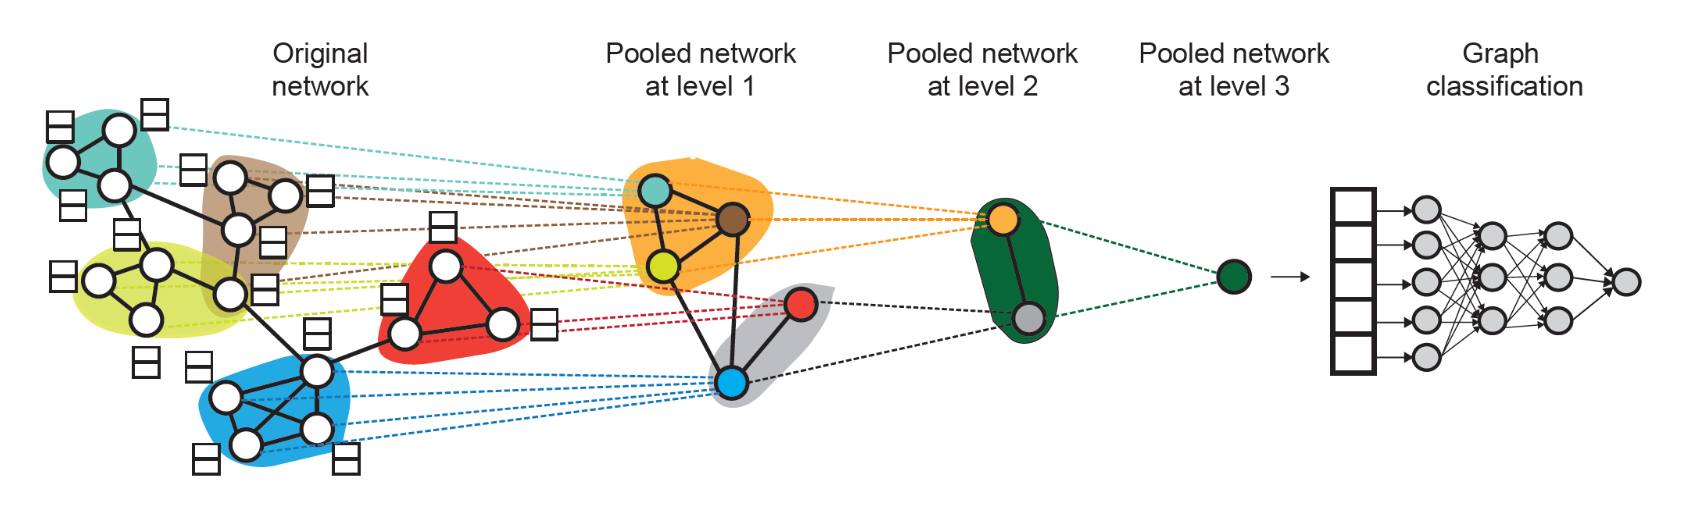 Original
network
Pooled network
at level 1
Pooled network
at level 2
Pooled network
at level 3
Graph
classification